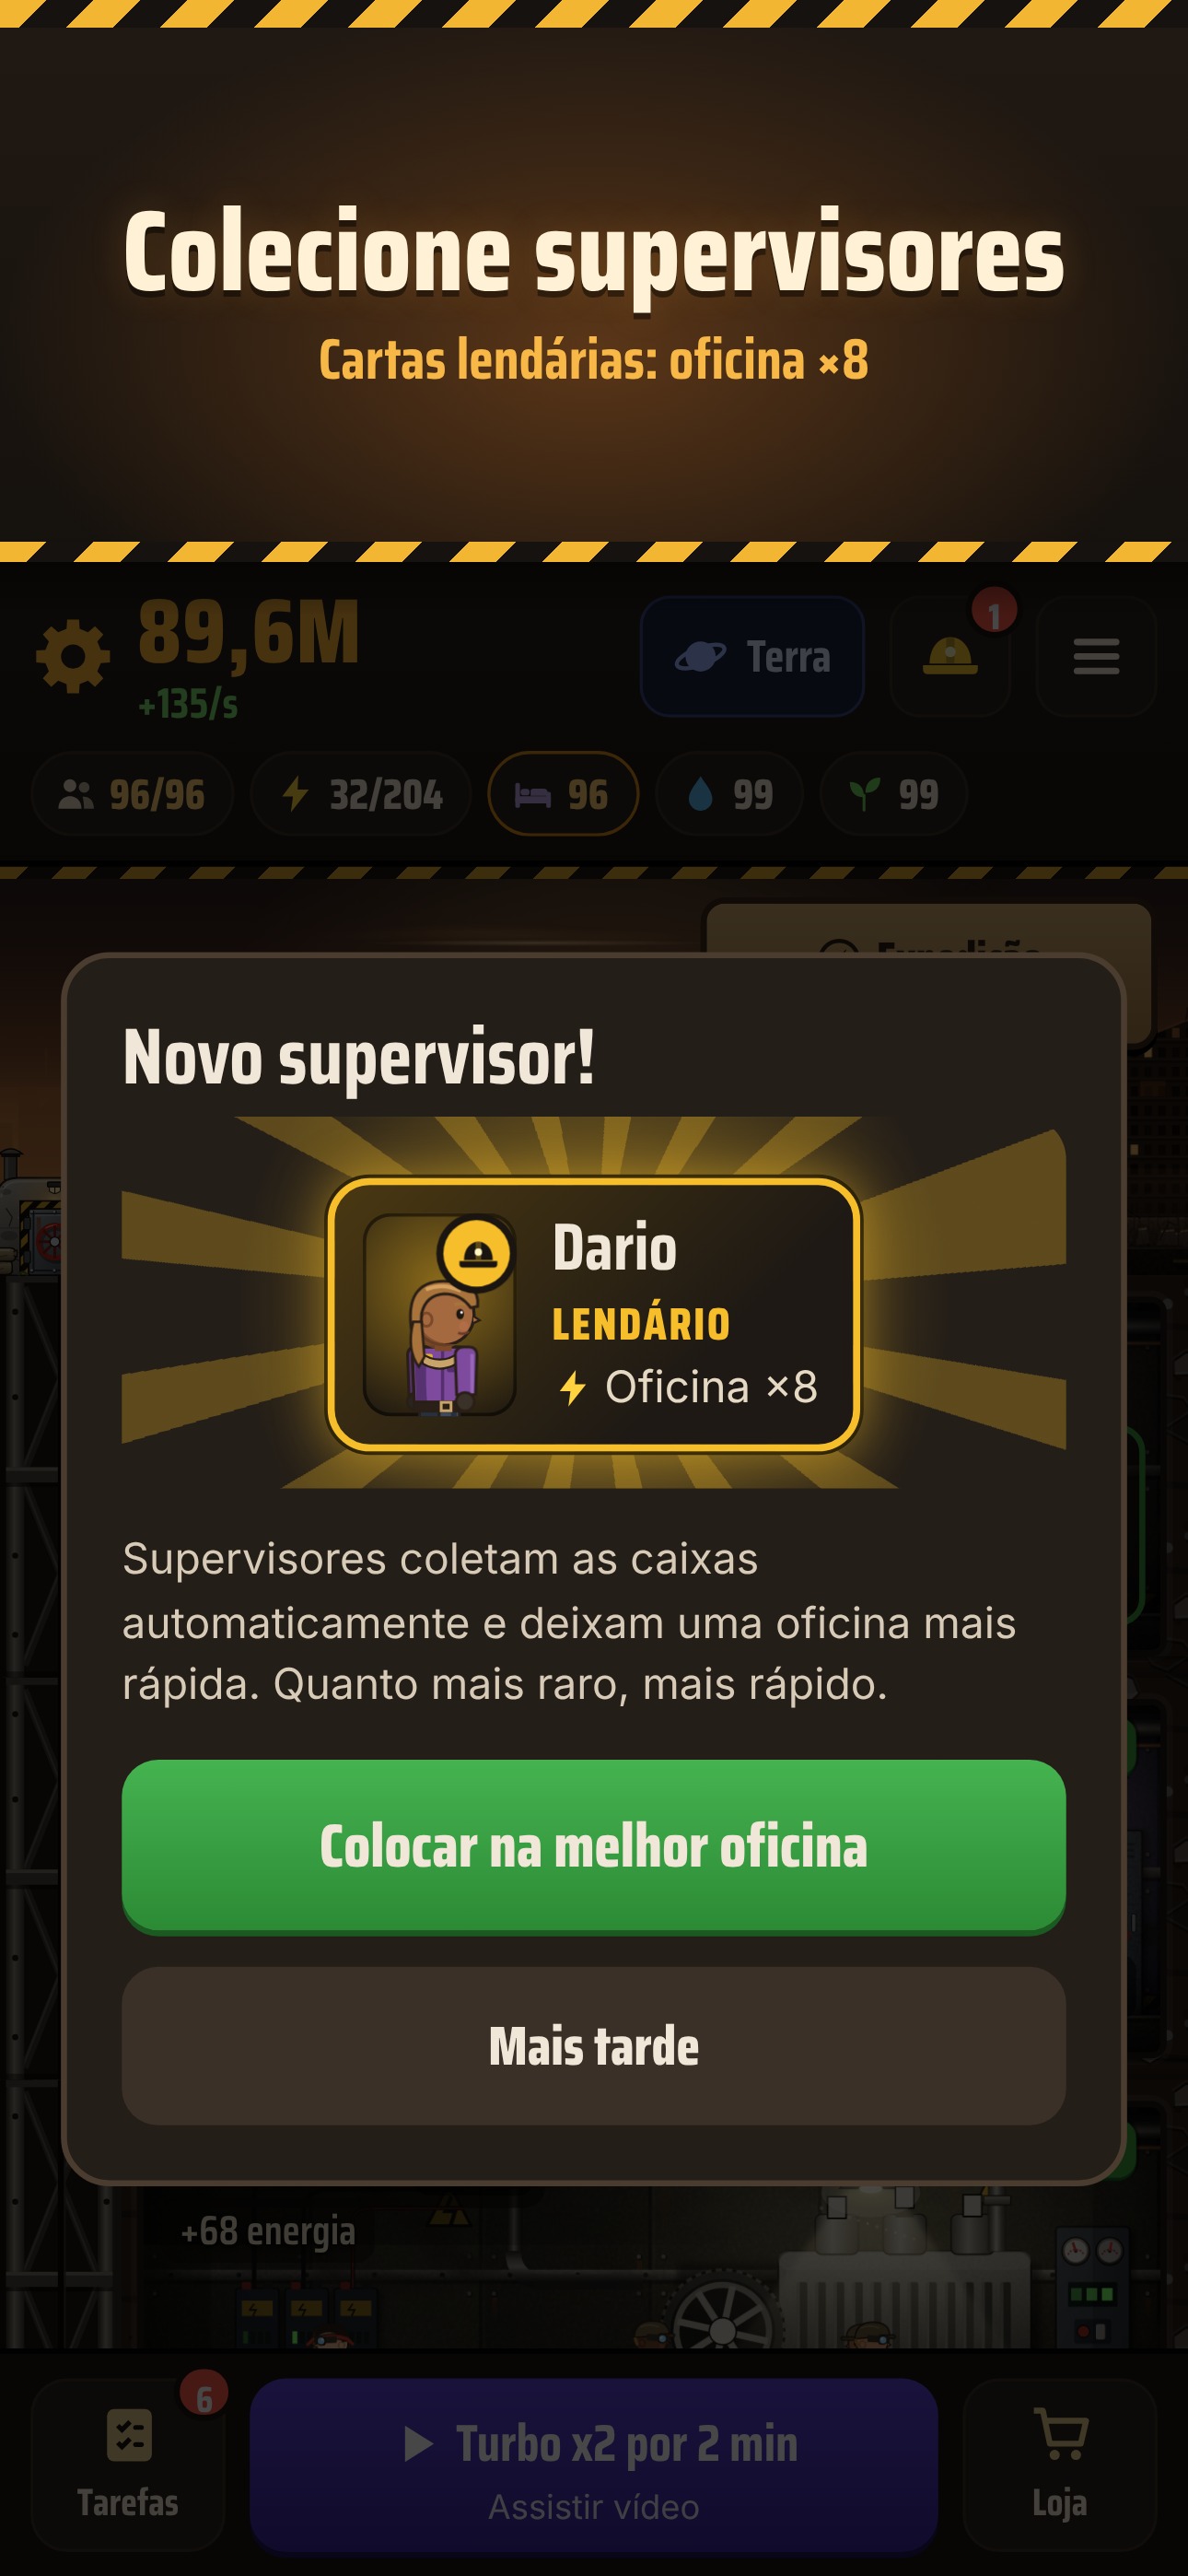 Colecione supervisores
Cartas lendárias: oficina ×8
89,6M
+135/s
Terra
1
96/96
32/204
96
99
99
Expedição
Novo supervisor!
Dario
LENDÁRIO
Oficina ×8
Supervisores coletam as caixas
automaticamente e deixam uma oficina mais
rápida. Quanto mais raro, mais rápido.
Colocar na melhor oficina
Mais tarde
+68 energia
6
Tarefas
Turbo x2 por 2 min
Assistir vídeo
Loja